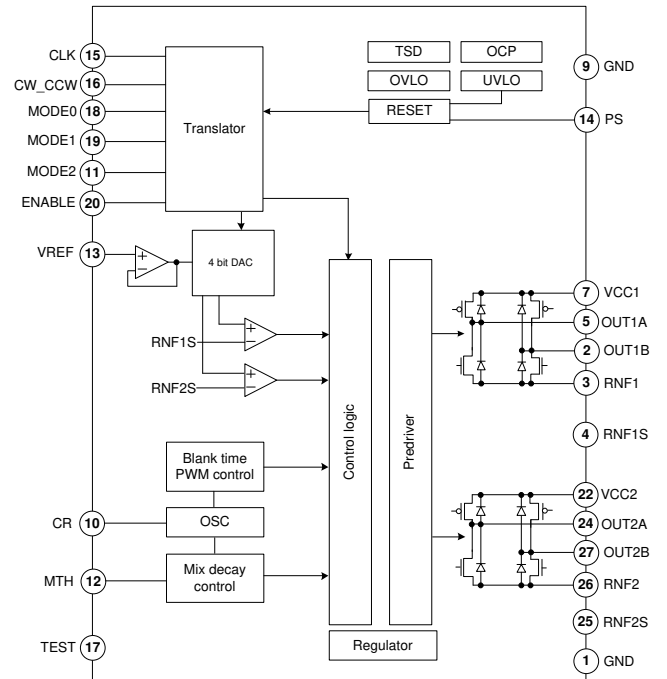 CLK 15
CW_CCW 16
MODE0 18
MODE1 19
MODE2 11
ENABLE 20
VREF 13
Translator
TSD
OCP
OVLO
UVLO
RESET
9 GND
14 PS
4 bit DAC
+
−
RNF1S
+
−
RNF2S
+
−
Control logic
Predriver
7 VCC1
5 OUT1A
2 OUT1B
3 RNF1
4 RNF1S
Blank time
PWM control
OSC
Mix decay
control
CR 10
MTH 12
TEST 17
22 VCC2
24 OUT2A
27 OUT2B
26 RNF2
25 RNF2S
1 GND
Regulator